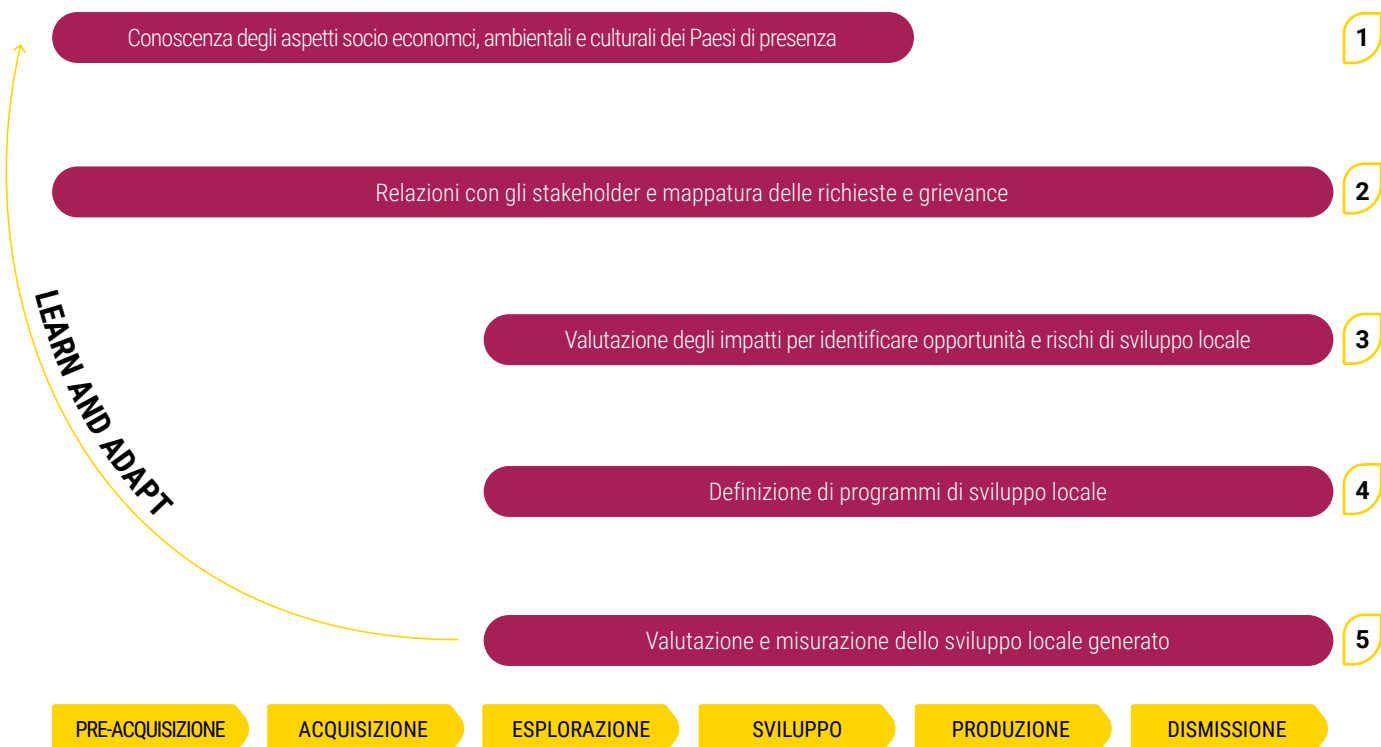 Conoscenza degli aspetti socio economci, ambientali e culturali dei Paesi di presenza
1
Relazioni con gli stakeholder e mappatura delle richieste e grievance
2
LEARN AND ADAPT
Valutazione degli impatti per identificare opportunità e rischi di sviluppo locale
3
Definizione di programmi di sviluppo locale
4
Valutazione e misurazione dello sviluppo locale generato
5
PRE-ACQUISIZIONE
ACQUISIZIONE
ESPLORAZIONE
SVILUPPO
PRODUZIONE
DISMISSIONE